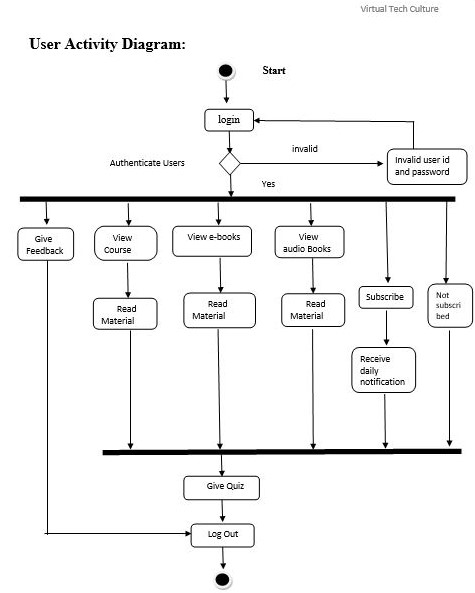 Virtual Tech Culture
User Activity Diagram:
Start
login
invalid
Authenticate Users
Invalid user id
and password
Yes
Give
Feedback
View
Course
View e-books
View
audio Books
Read
Material
Read
Material
Read
Material
Subscribe
Not
subscri
bed
Receive
daily
notification
Give Quiz
Log Out